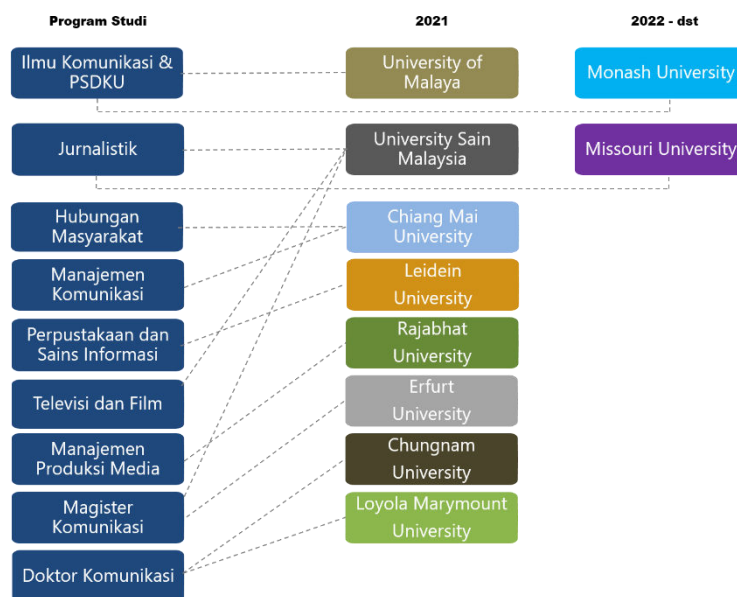 Program Studi
2021
2022 - dst
Ilmu Komunikasi &
PSDKU
University of
Malaya
Monash University
Jurnalistik
University Sain
Malaysia
Missouri University
Hubungan
Masyarakat
Chiang Mai
University
Manajemen
Komunikasi
Leidein
University
Perpustakaan dan
Sains Informasi
Rajabhat
University
Televisi dan Film
Erfurt
University
Manajemen
Produksi Media
Chungnam
University
Magister
Komunikasi
Loyola Marymount
University
Doktor Komunikasi